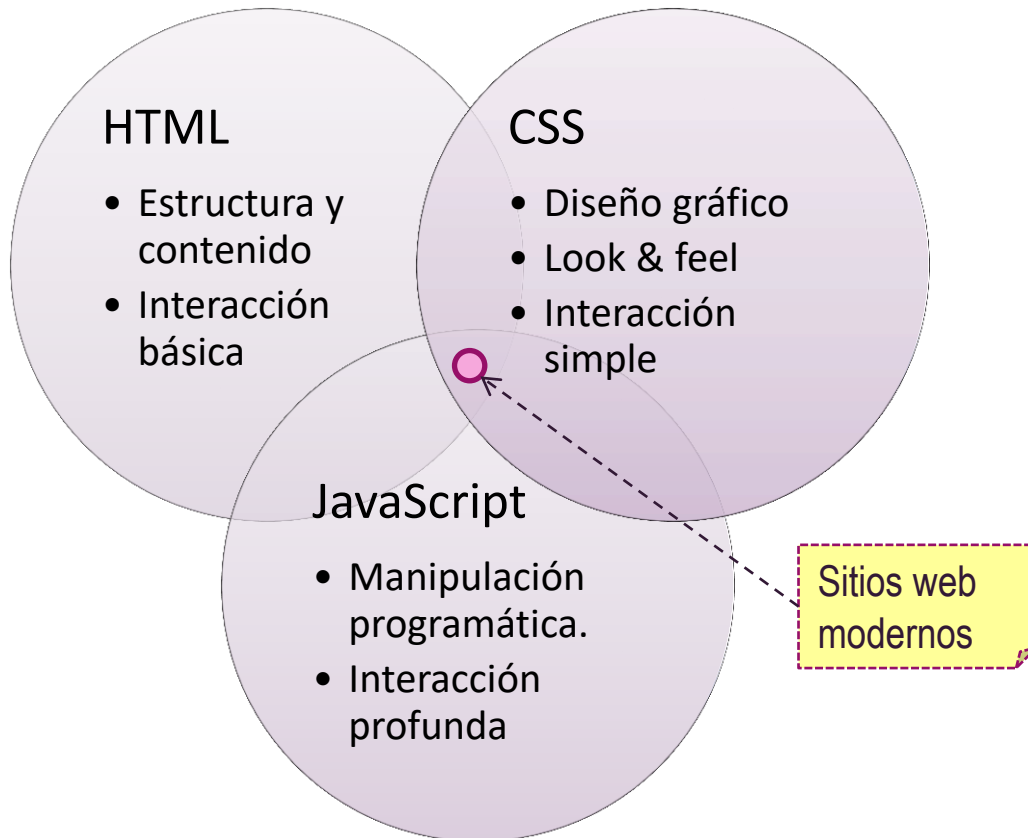 HTML
• Estructura y
contenido
• Interacción
básica
CSS
• Diseño gráfico
• Look & feel
• Interacción
simple
JavaScript
• Manipulación
programática.
• Interacción
profunda
Sitios web
modernos